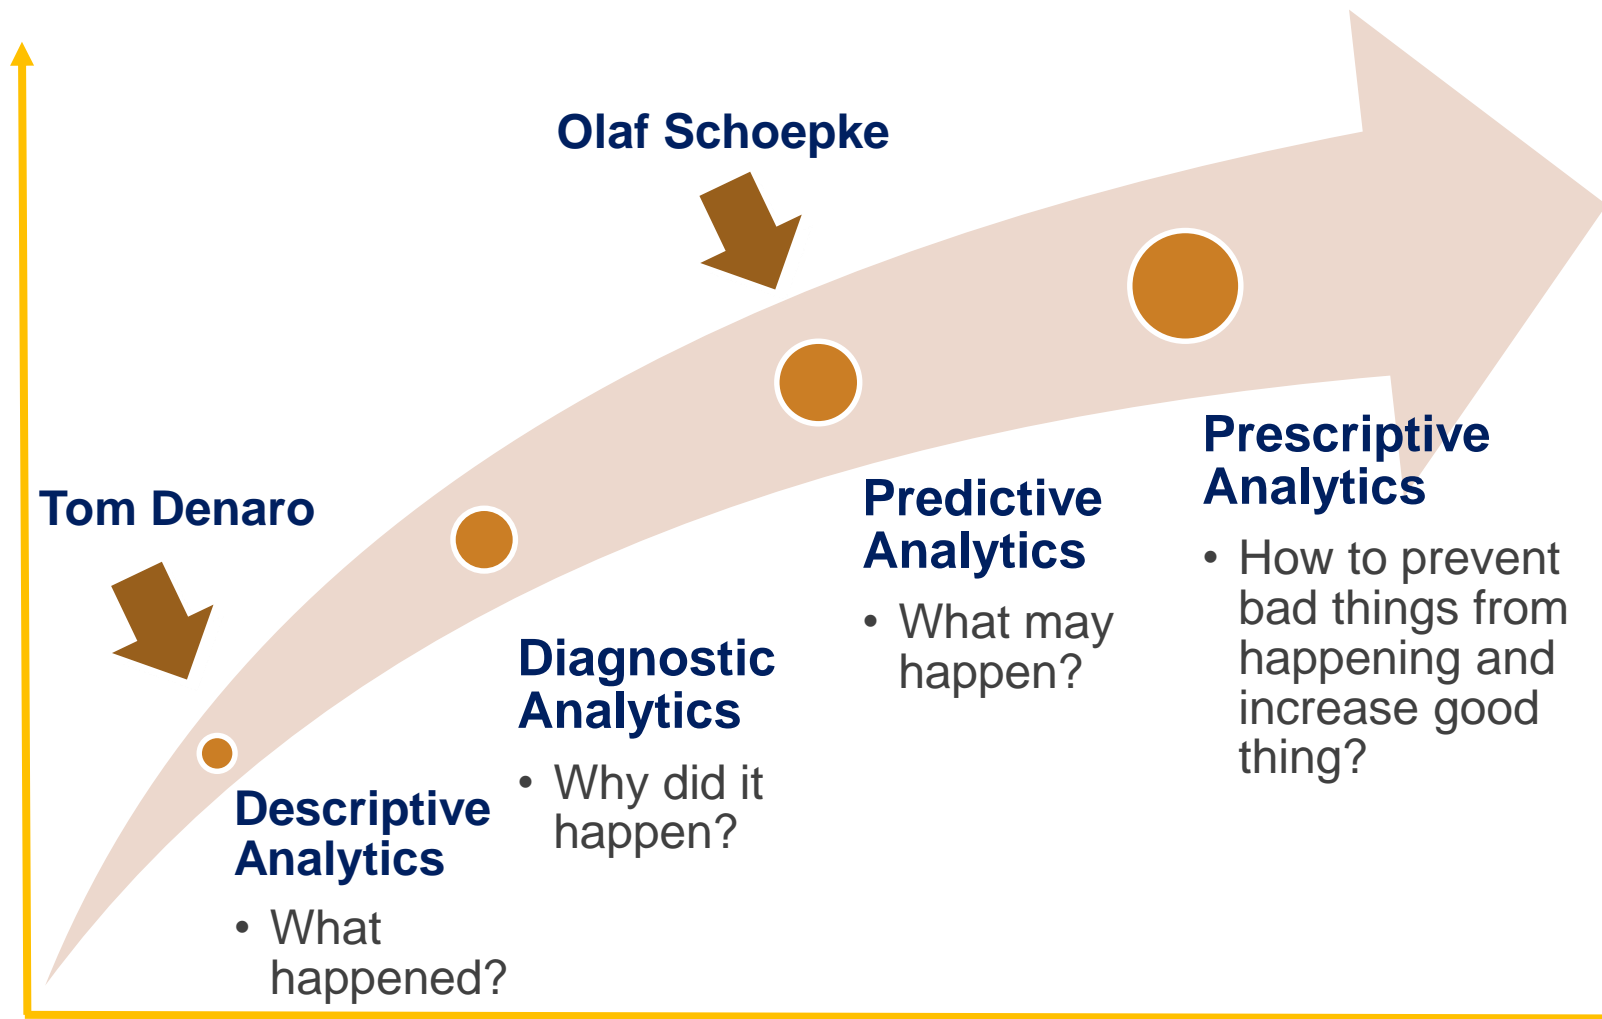 Olaf Schoepke
Tom Denaro
Descriptive
Analytics
• What
happened?
Diagnostic
Analytics
• Why did it
happen?
Predictive
Analytics
• What may
happen?
Prescriptive
Analytics
• How to prevent
bad things from
happening and
increase good
thing?